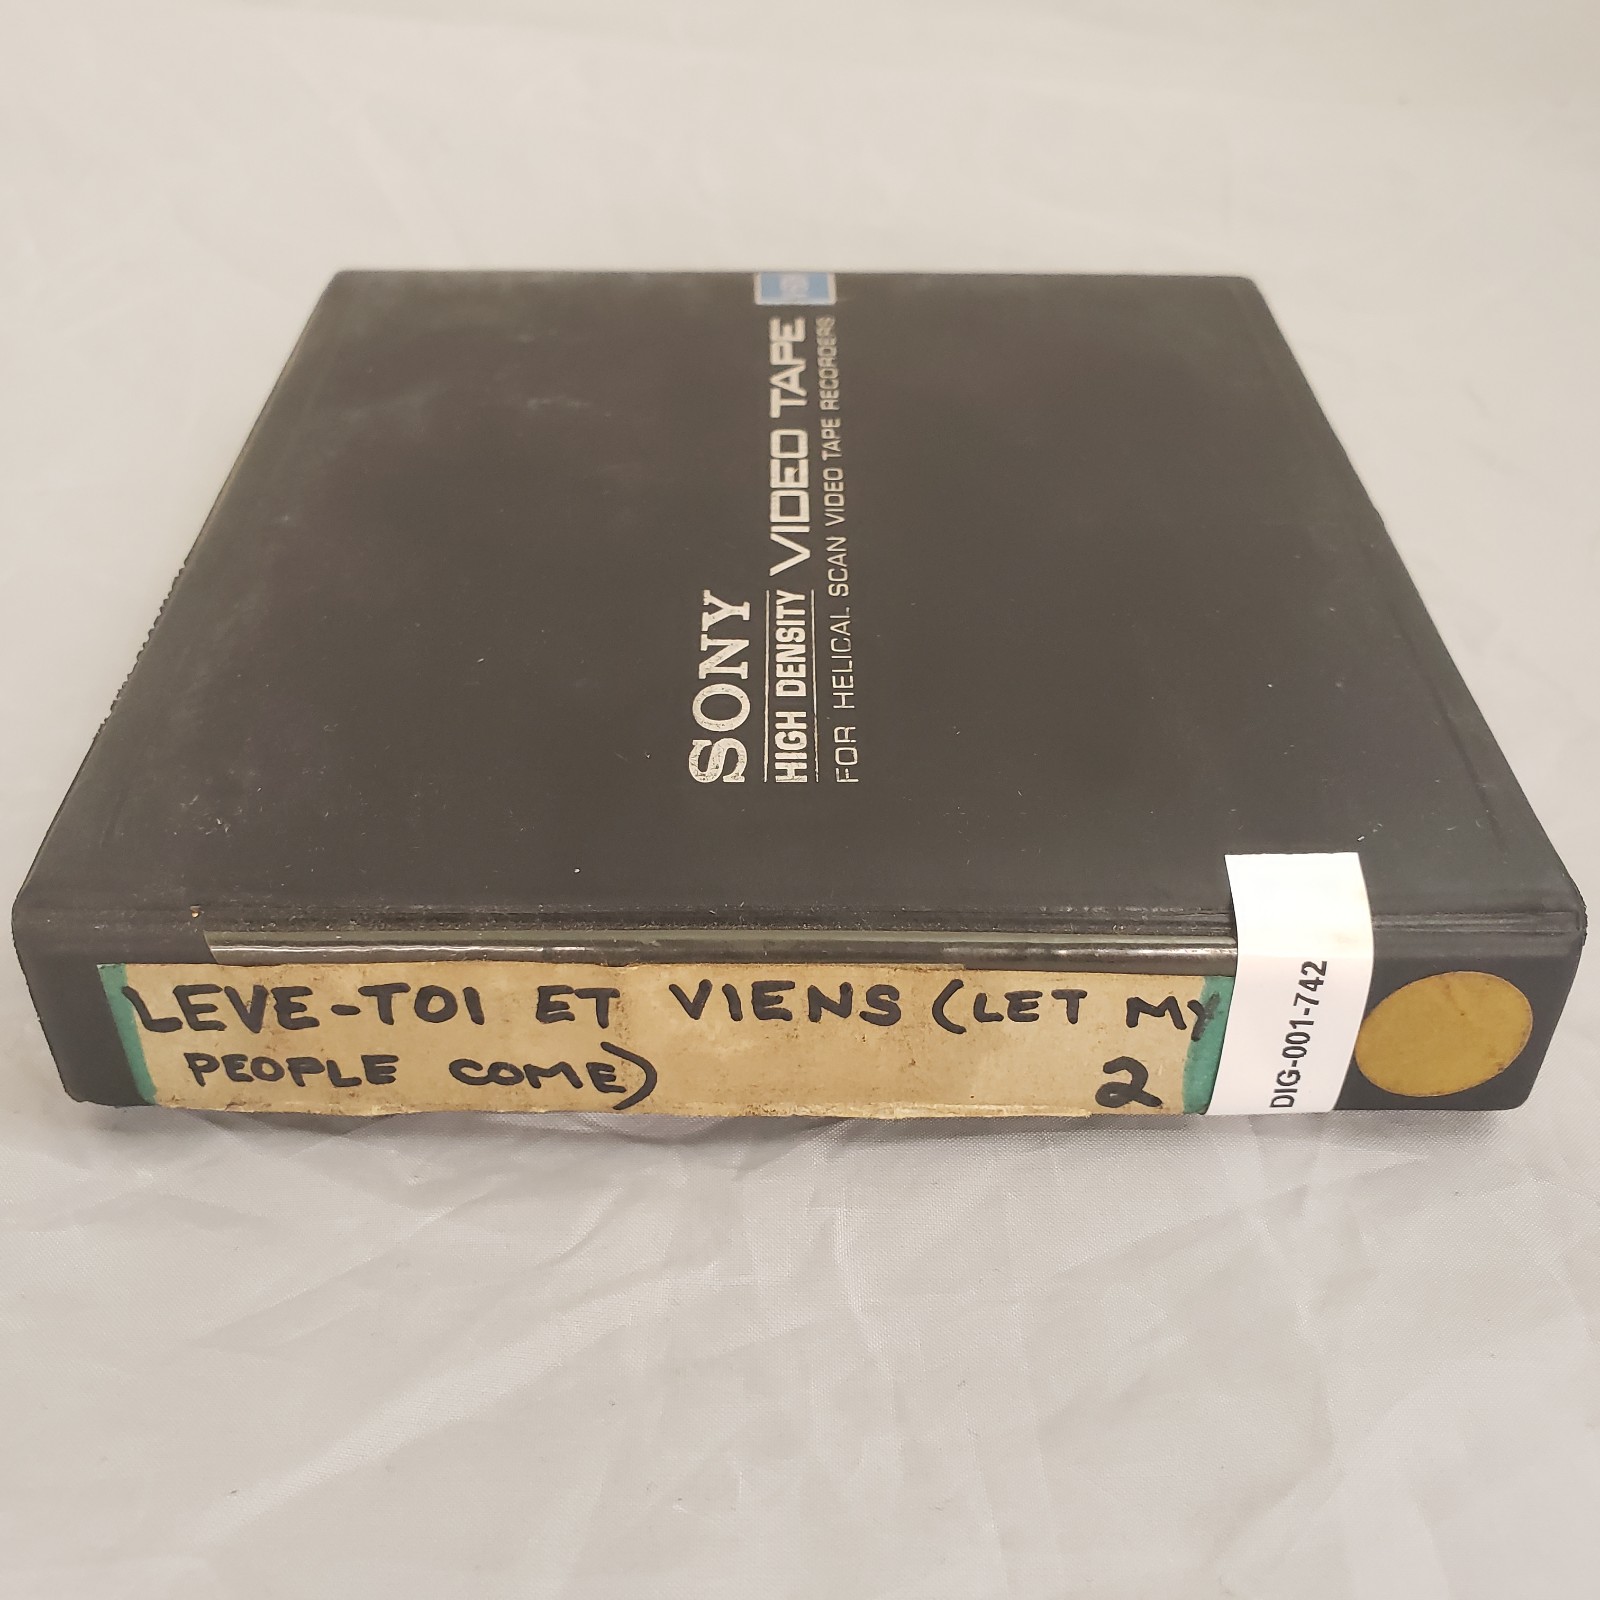 SONY
HIGH DENSITY VIDEO TAPE
FOR HELICAL SCAN VIDEO TAPE RECORDERS
LEVE-TOI ET VIENS (LET MY
PEOPLE COME)
2
DIG-001-742